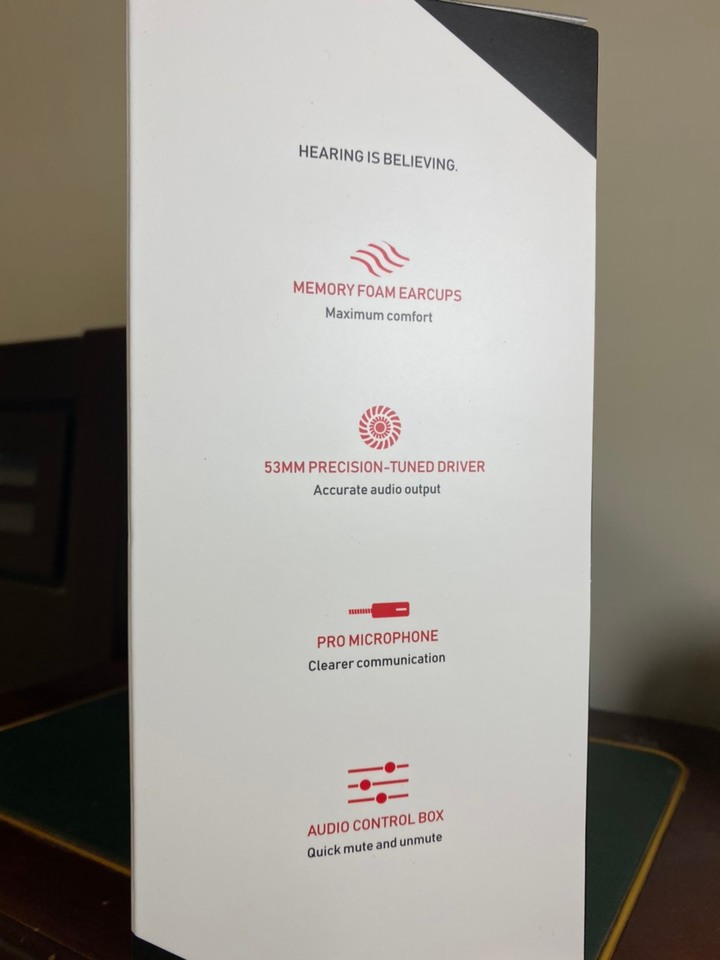 HEARING IS BELIEVING.
MEMORY FOAM EARCUPS
Maximum comfort
53MM PRECISION-TUNED DRIVER
Accurate audio output
PRO MICROPHONE
Clearer communication
AUDIO CONTROL BOX
Quick mute and unmute